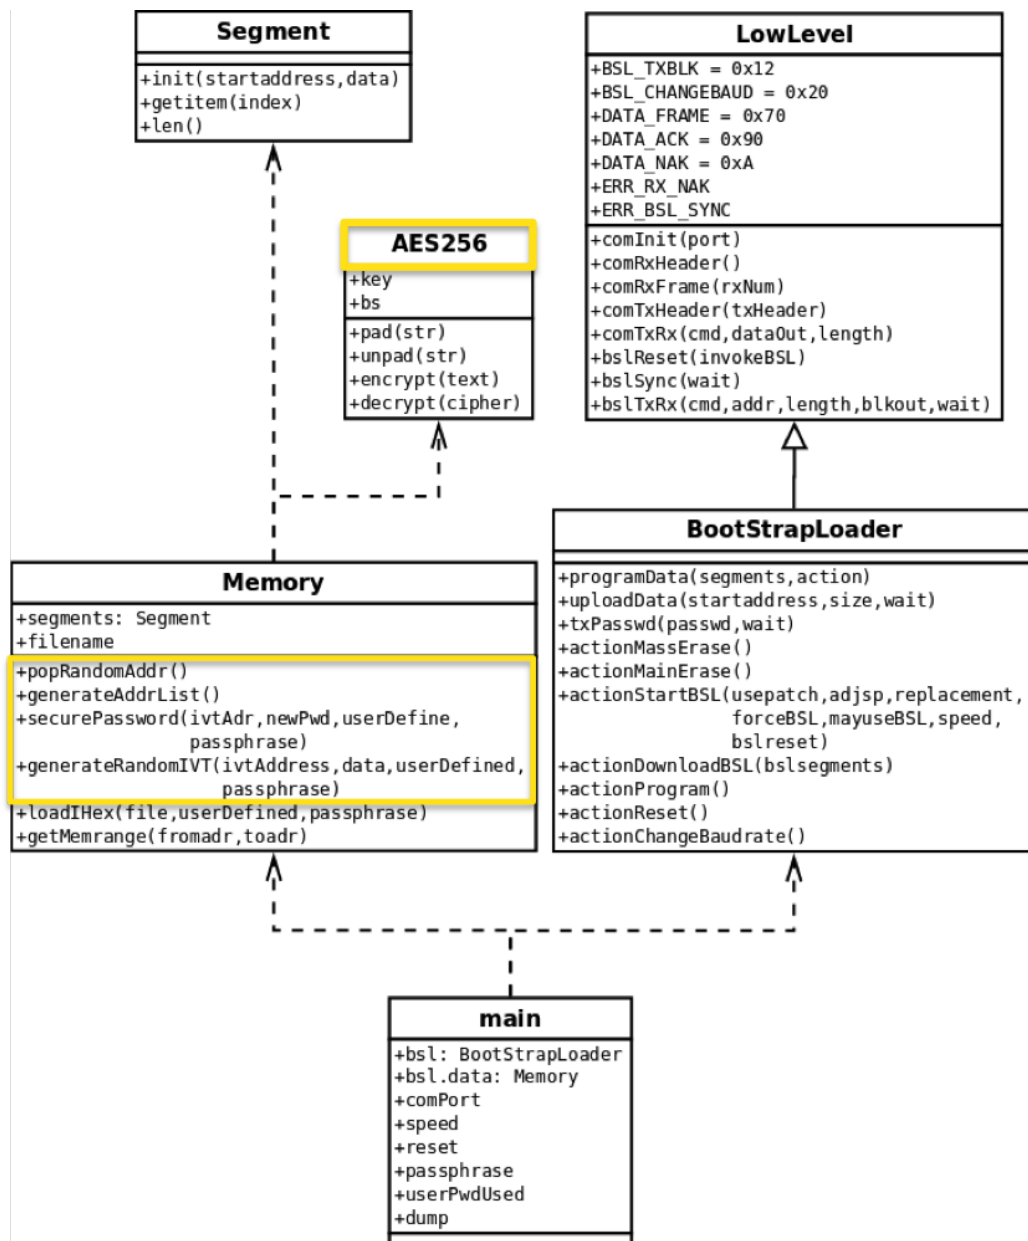 Segment
+init(startaddress,data)
+getitem(index)
+len()
LowLevel
+BSL_TXBLK = 0x12
+BSL_CHANGEBAUD = 0x20
+DATA_FRAME = 0x70
+DATA_ACK = 0x90
+DATA_NAK = 0xA
+ERR_RX_NAK
+ERR_BSL_SYNC
+comInit(port)
+comRxHeader()
+comRxFrame(rxNum)
+comTxHeader(txHeader)
+comTxRx(cmd,dataOut,length)
+bslReset(invokeBSL)
+bslSync(wait)
+bslTxRx(cmd,addr,length,blkout,wait)
AES256
+key
+bs
+pad(str)
+unpad(str)
+encrypt(text)
+decrypt(cipher)
Memory
+segments: Segment
+filename
+popRandomAddr()
+generateAddrList()
+securePassword(ivtAdr,newPwd,userDefine,
passphrase)
+generateRandomIVT(ivtAddress,data,userDefined,
passphrase)
+loadIHex(file,userDefined,passphrase)
+getMemrange(fromadr,toadr)
BootStrapLoader
+programData(segments,action)
+uploadData(startaddress,size,wait)
+txPasswd(passwd,wait)
+actionMassErase()
+actionMainErase()
+actionStartBSL(usepatch,adjsp,replacement,
forceBSL,mayuseBSL,speed,
bslreset)
+actionDownloadBSL(bslsegments)
+actionProgram()
+actionReset()
+actionChangeBaudrate()
main
+bsl: BootStrapLoader
+bsl.data: Memory
+comPort
+speed
+reset
+passphrase
+userPwdUsed
+dump